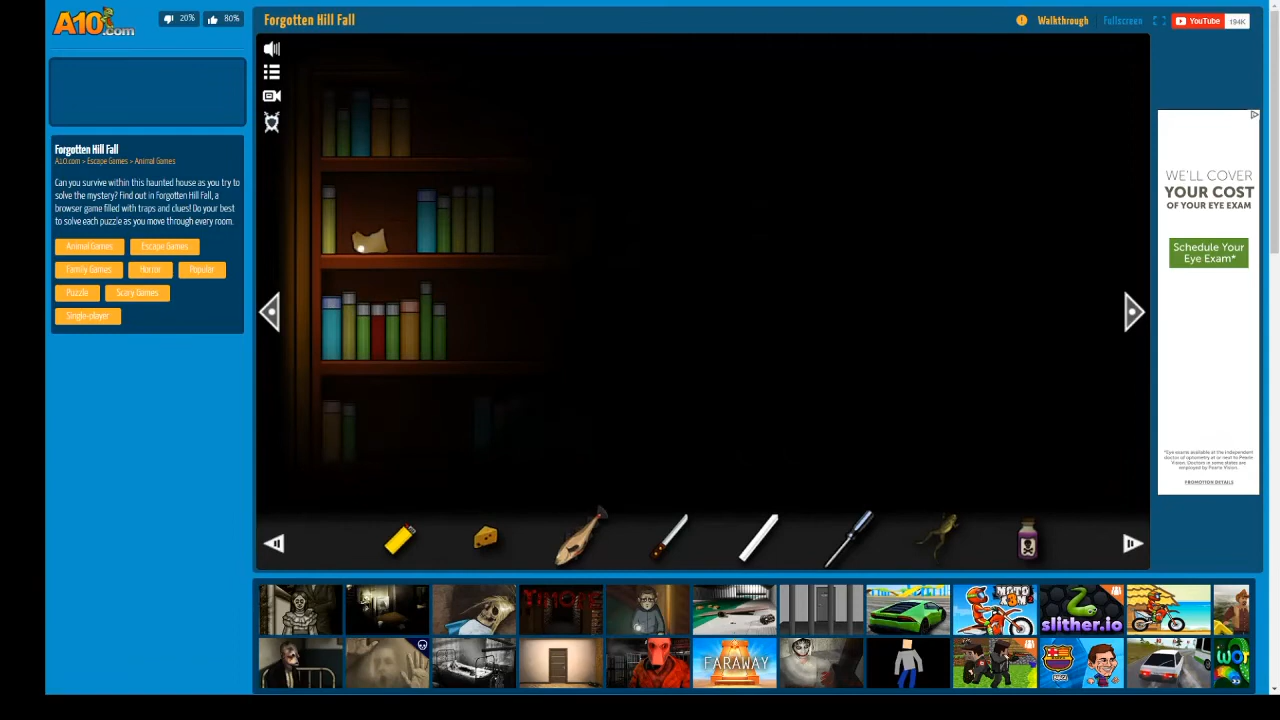 A10.com
20%
80%
Forgotten Hill Fall
Walkthrough
Fullscreen
YouTube
194K
Forgotten Hill Fall
A10.com > Escape Games > Animal Games
Can you survive within this haunted house as you try to
solve the mystery? Find out in Forgotten Hill Fall, a
browser game filled with traps and clues! Do your best
to solve each puzzle as you move through every room.
Animal Games
Escape Games
Family Games
Horror
Popular
Puzzle
Scary Games
Single-player
WE'LL COVER
YOUR COST
OF YOUR EYE EXAM
Schedule Your
Eye Exam*
PROMOTION DETAILS
MOTO
X3M
slither.io
FARAWAY